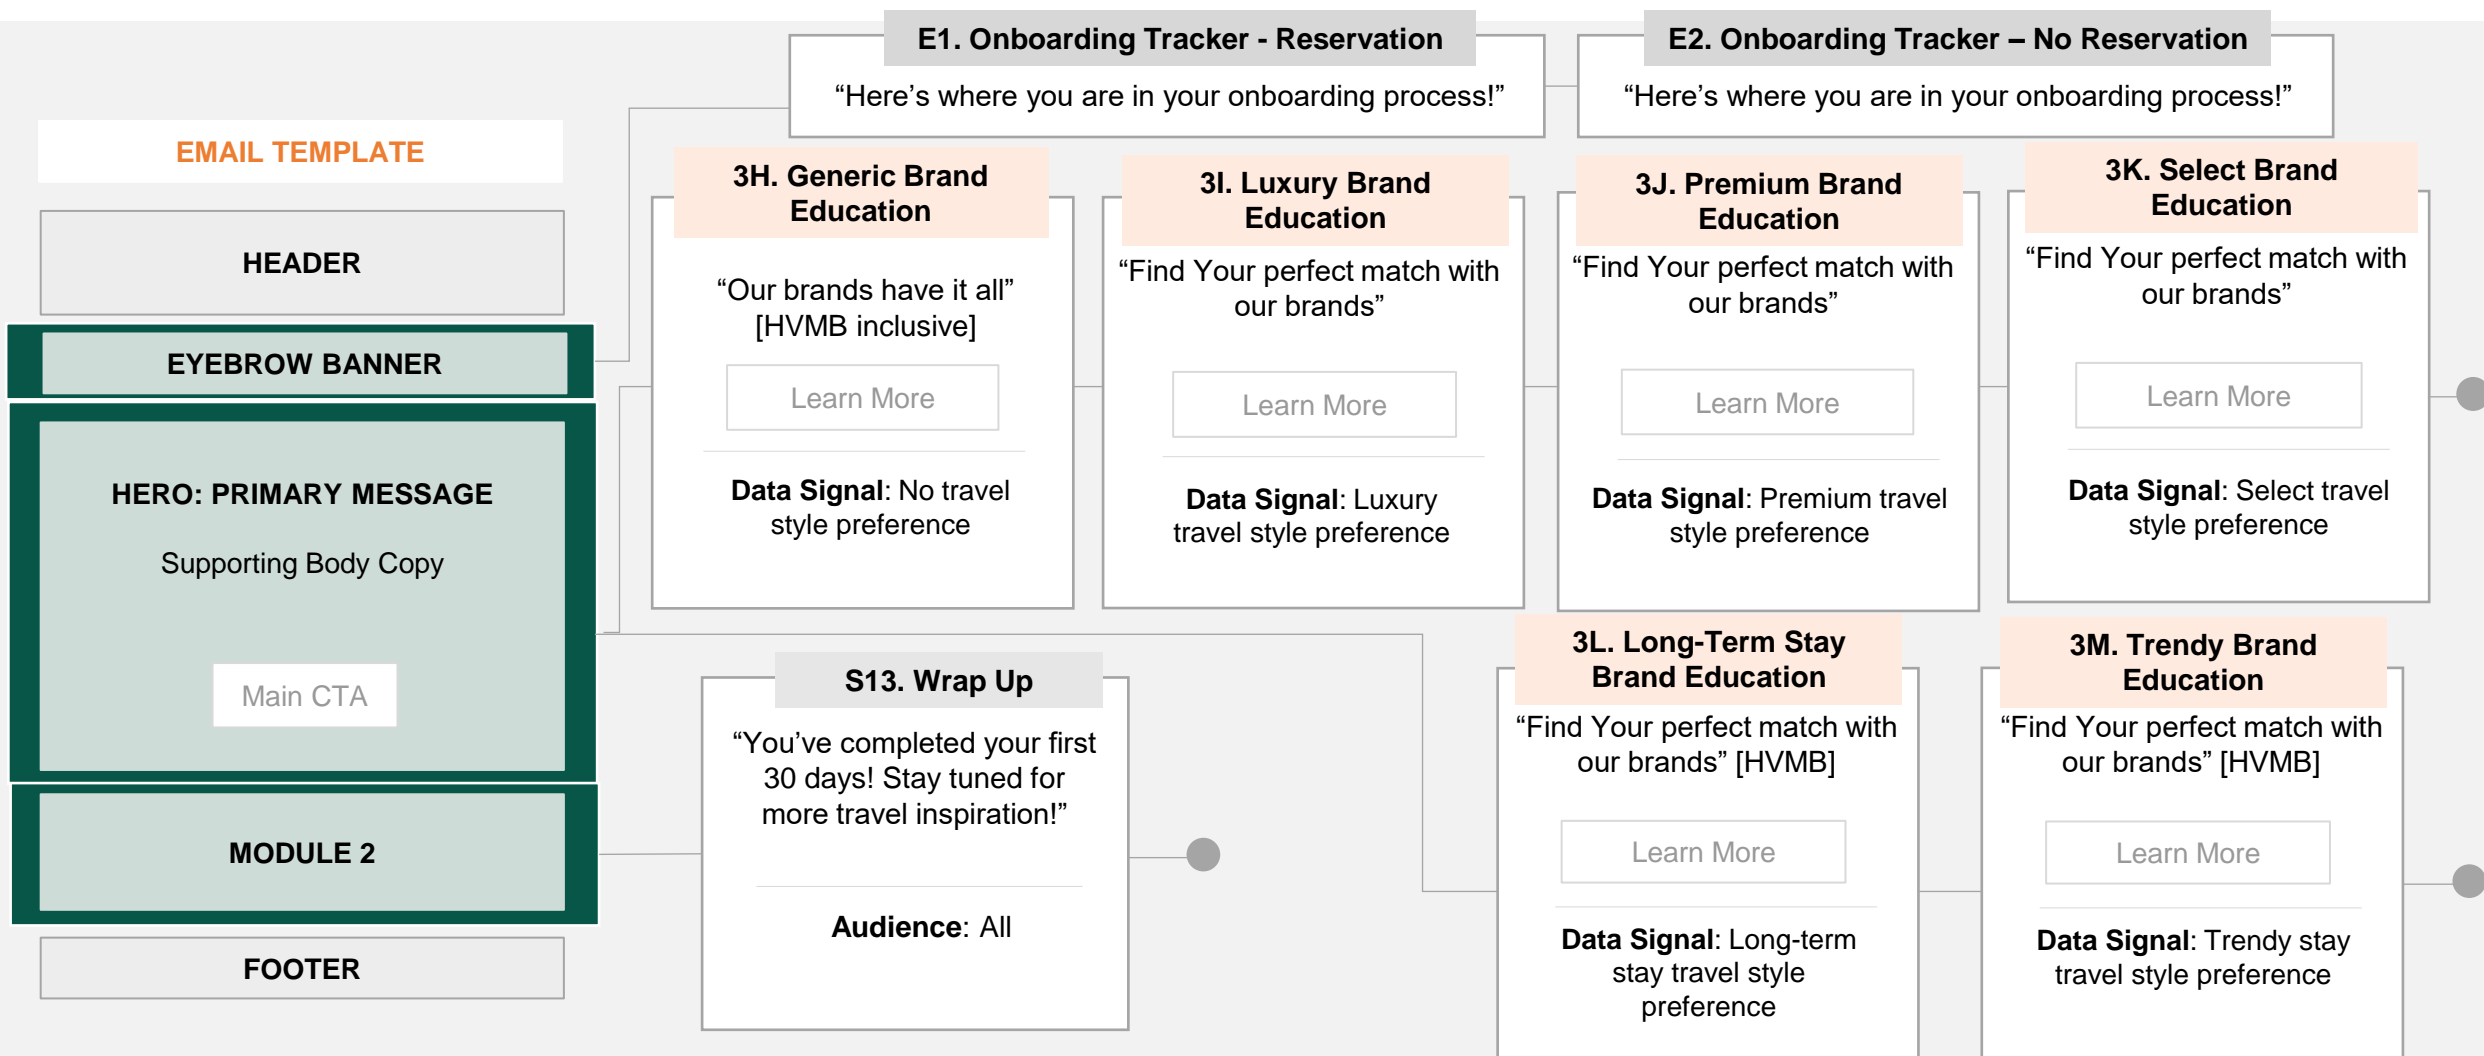 E1. Onboarding Tracker - Reservation
“Here’s where you are in your onboarding process!”
E2. Onboarding Tracker – No Reservation
“Here’s where you are in your onboarding process!”
EMAIL TEMPLATE
HEADER
EYEBROW BANNER
HERO: PRIMARY MESSAGE
Supporting Body Copy
Main CTA
MODULE 2
FOOTER
3H. Generic Brand
Education
“Our brands have it all”
[HVMB inclusive]
Learn More
Data Signal: No travel
style preference
3I. Luxury Brand
Education
“Find Your perfect match with
our brands”
Learn More
Data Signal: Luxury
travel style preference
3J. Premium Brand
Education
“Find Your perfect match with
our brands”
Learn More
Data Signal: Premium travel
style preference
3K. Select Brand
Education
“Find Your perfect match with
our brands”
Learn More
Data Signal: Select travel
style preference
S13. Wrap Up
“You’ve completed your first
30 days! Stay tuned for
more travel inspiration!”
Audience: All
3L. Long-Term Stay
Brand Education
“Find Your perfect match with
our brands” [HVMB]
Learn More
Data Signal: Long-term
stay travel style
preference
3M. Trendy Brand
Education
“Find Your perfect match with
our brands” [HVMB]
Learn More
Data Signal: Trendy stay
travel style preference